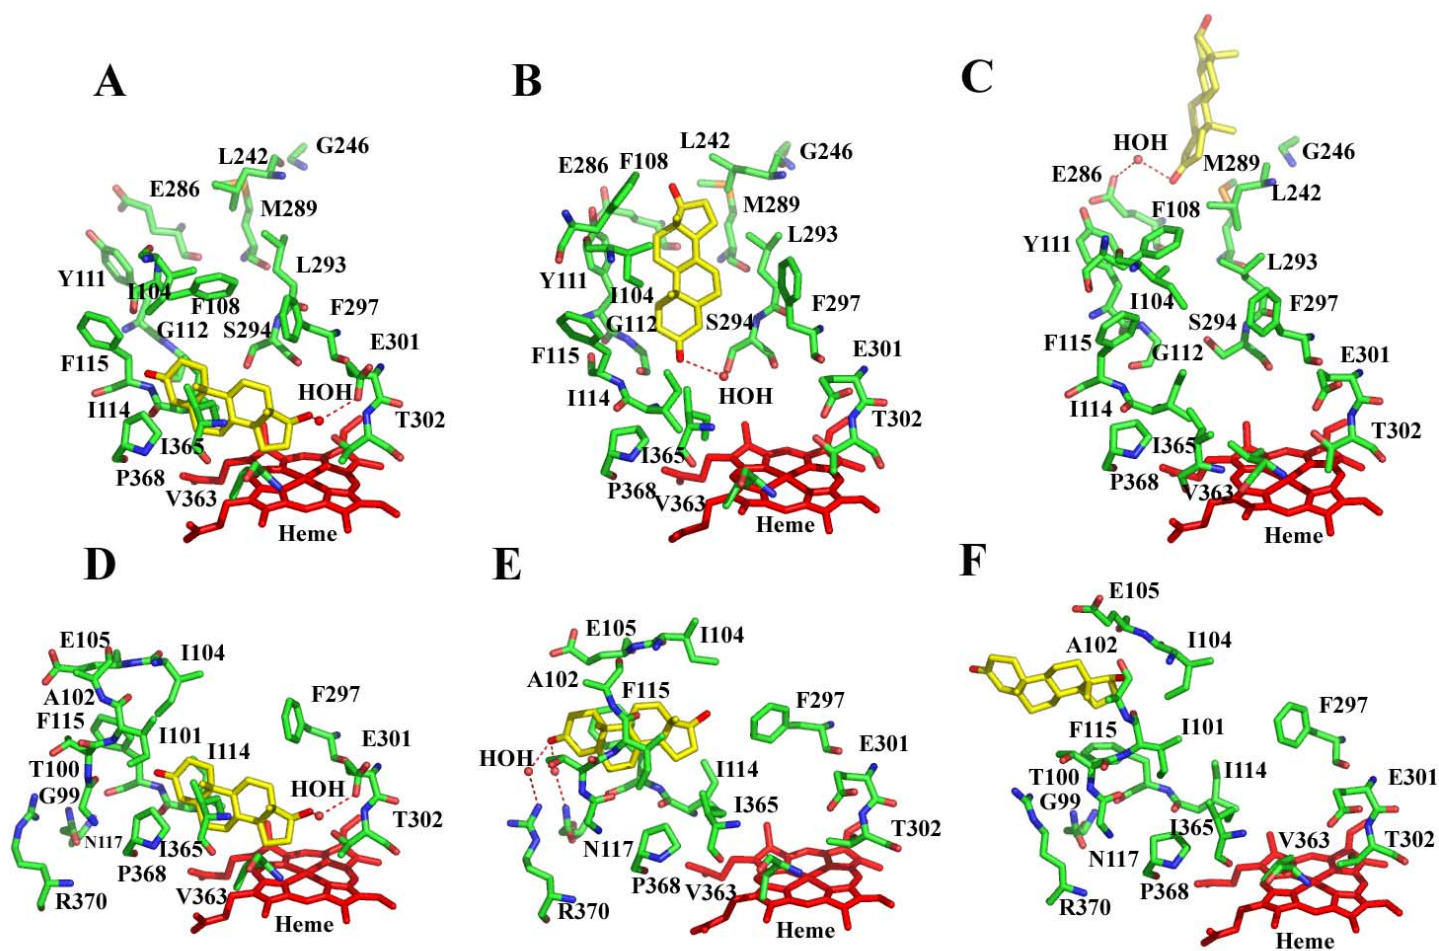 A
L242
G246
E286
M289
Y111
I104
F108
L293
F297
G112
S294
F115
E301
HOH
I114
T302
I365
P368
V363
Heme
B
L242
G246
E286
F108
M289
L293
Y111
I104
F297
G112
S294
F115
E301
I114
HOH
T302
I365
P368
V363
Heme
C
HOH
G246
M289
E286
L242
F108
Y111
L293
I104
F297
S294
F115
G112
E301
I114
T302
I365
P368
V363
Heme
D
E105
I104
A102
F297
F115
I101
I114
E301
T100
HOH
G99
T302
N117
I365
P368
V363
R370
Heme
E
E105
I104
A102
F115
F297
E301
HOH
I114
I365
T302
N117
P368
V363
R370
Heme
F
E105
A102
I104
F297
F115
I101
T100
I114
E301
G99
I365
V363
T302
N117
P368
R370
Heme